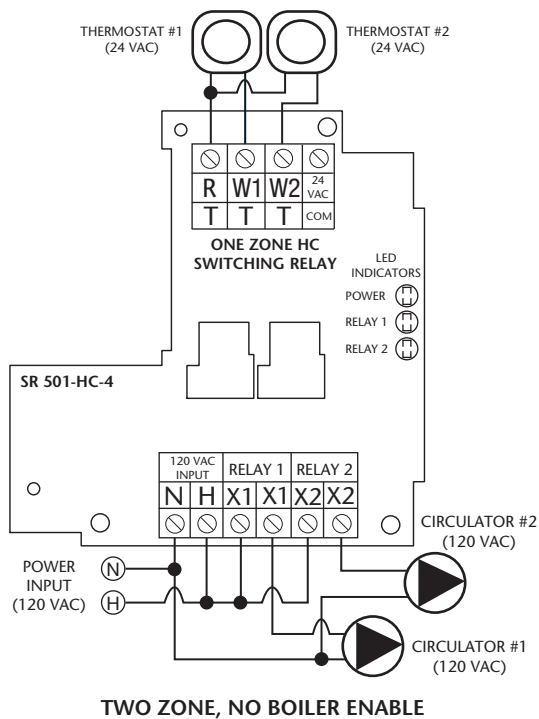 THERMOSTAT #1
(24 VAC)
THERMOSTAT #2
(24 VAC)
R W1 W2 24 VAC
T T T COM
ONE ZONE HC
SWITCHING RELAY
LED
INDICATORS
POWER
RELAY 1
RELAY 2
SR 501-HC-4
120 VAC
INPUT
RELAY 1
RELAY 2
N H X1 X1 X2 X2
CIRCULATOR #2
(120 VAC)
POWER
INPUT
(120 VAC)
N
H
CIRCULATOR #1
(120 VAC)
TWO ZONE, NO BOILER ENABLE